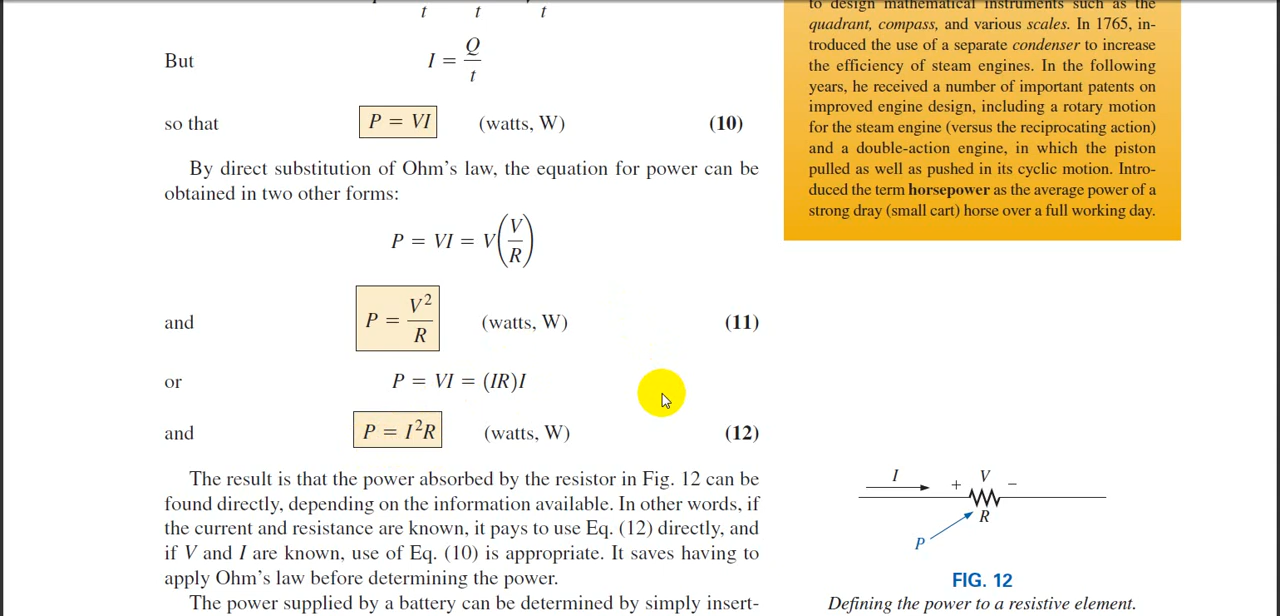 t t t
But
I = Q/t
so that P = VI (watts, W) (10)
By direct substitution of Ohm's law, the equation for power can be
obtained in two other forms:
P = VI = V(V/R)
and P = V²/R (watts, W) (11)
or P = VI = (IR)I
and P = I²R (watts, W) (12)
The result is that the power absorbed by the resistor in Fig. 12 can be
found directly, depending on the information available. In other words, if
the current and resistance are known, it pays to use Eq. (12) directly, and
if V and I are known, use of Eq. (10) is appropriate. It saves having to
apply Ohm's law before determining the power.
The power supplied by a battery can be determined by simply insert-
to design mathematical instruments such as the
quadrant, compass, and various scales. In 1765, in-
troduced the use of a separate condenser to increase
the efficiency of steam engines. In the following
years, he received a number of important patents on
improved engine design, including a rotary motion
for the steam engine (versus the reciprocating action)
and a double-action engine, in which the piston
pulled as well as pushed in its cyclic motion. Intro-
duced the term horsepower as the average power of a
strong dray (small cart) horse over a full working day.
I + V –
R
P
FIG. 12
Defining the power to a resistive element.